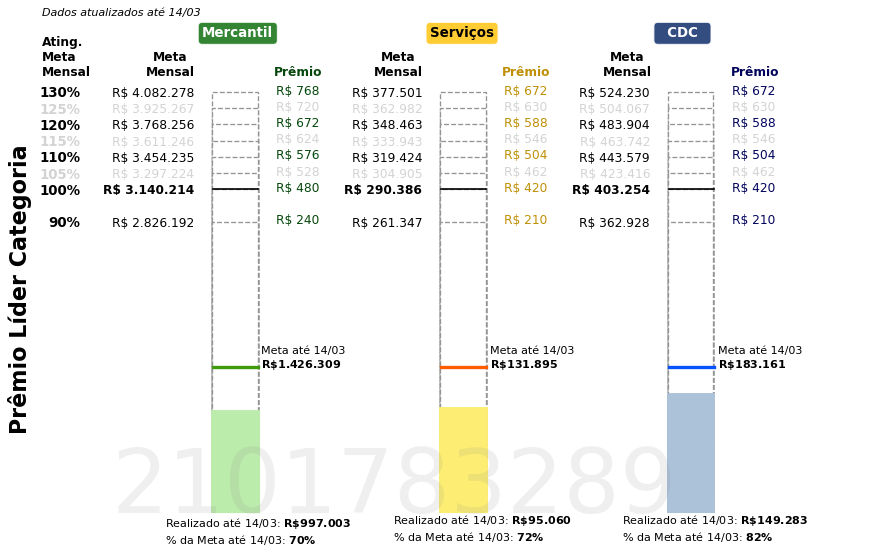 Dados atualizados até 14/03
Mercantil Serviços CDC
Ating. Meta Mensal Meta Mensal Prêmio Meta Mensal Prêmio Meta Mensal Prêmio
130% R$ 4.082.278 R$ 768 R$ 377.501 R$ 672 R$ 524.230 R$ 672
125% R$ 3.925.267 R$ 720 R$ 362.982 R$ 630 R$ 504.067 R$ 630
120% R$ 3.768.256 R$ 672 R$ 348.463 R$ 588 R$ 483.904 R$ 588
115% R$ 3.611.246 R$ 624 R$ 333.943 R$ 546 R$ 463.742 R$ 546
110% R$ 3.454.235 R$ 576 R$ 319.424 R$ 504 R$ 443.579 R$ 504
105% R$ 3.297.224 R$ 528 R$ 304.905 R$ 462 R$ 423.416 R$ 462
100% R$ 3.140.214 R$ 480 R$ 290.386 R$ 420 R$ 403.254 R$ 420
90% R$ 2.826.192 R$ 240 R$ 261.347 R$ 210 R$ 362.928 R$ 210
Prêmio Líder Categoria
Meta até 14/03 Meta até 14/03 Meta até 14/03
R$1.426.309 R$131.895 R$183.161
2101783289
Realizado até 14/03: R$997.003 Realizado até 14/03: R$95.060 Realizado até 14/03: R$149.283
% da Meta até 14/03: 70% % da Meta até 14/03: 72% % da Meta até 14/03: 82%